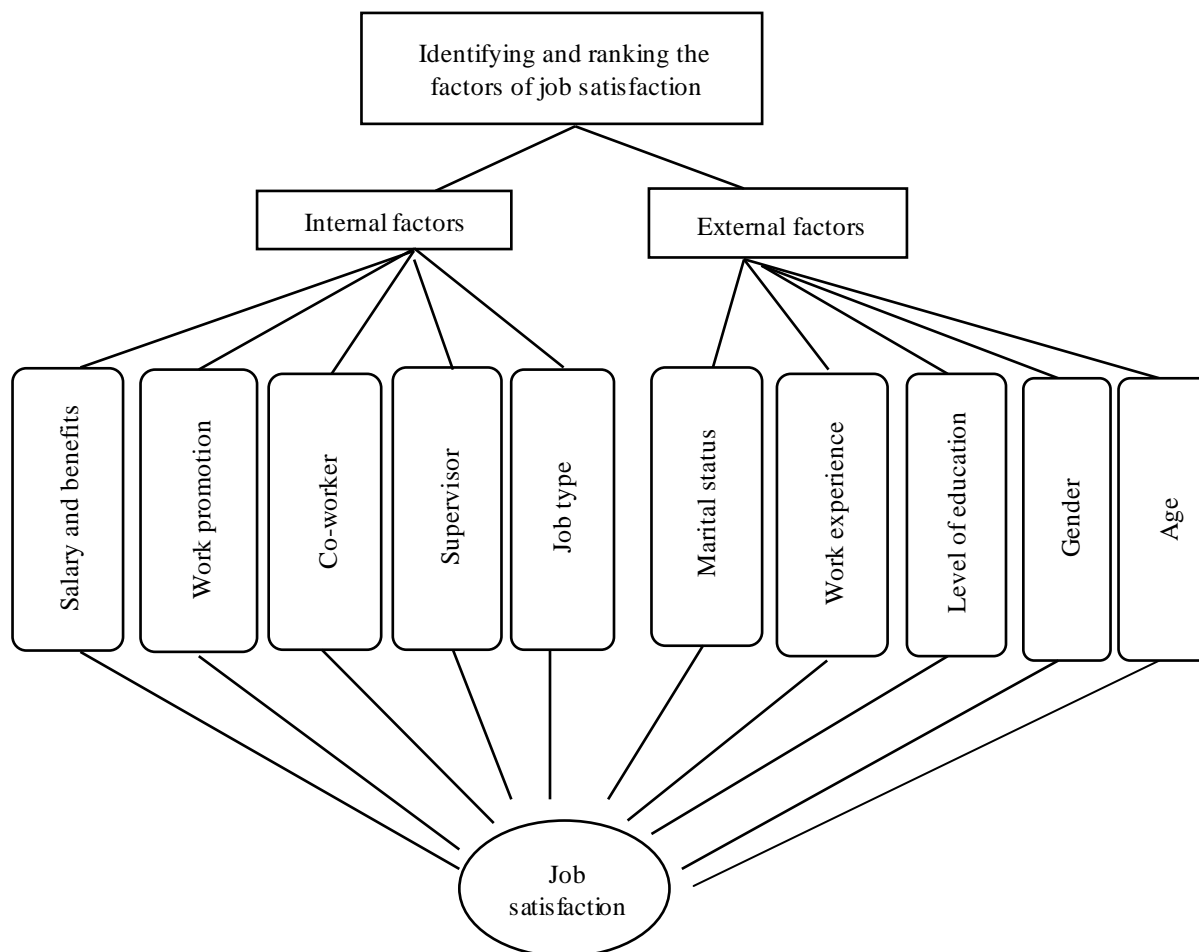 Identifying and ranking the
factors of job satisfaction
Internal factors
External factors
Salary and benefits
Work promotion
Co-worker
Supervisor
Job type
Marital status
Work experience
Level of education
Gender
Age
Job
satisfaction